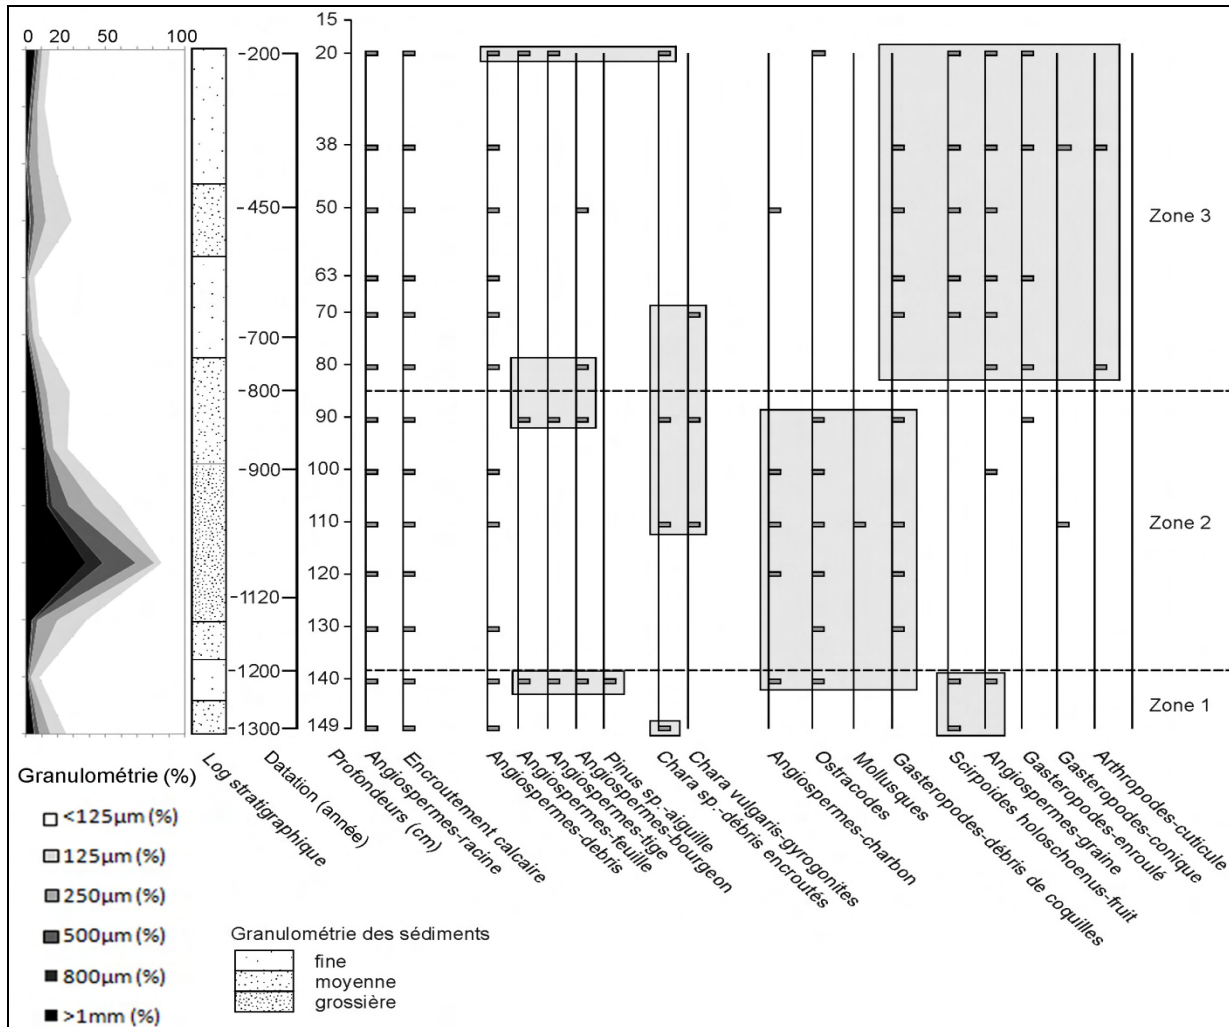 0 10 20 50 100
15
20
38
50
63
70
80
90
100
110
120
130
140
149
-200
-450
-700
-800
-900
-1120
-1200
-1300
Zone 3
Zone 2
Zone 1
Log stratigraphique
Datation (année)
Profondeurs (cm)
Angiospermes-racine
Encroutement calcaire
Angiospermes-debris
Angiospermes-feuille
Angiospermes-tige
Angiospermes-bourgeon
Pinus sp.-aiguille
Chara sp.-débris encroutés
Chara vulgaris-gyrogonites
Angiospermes-charbon
Ostracodes
Mollusques
Gasteropodes-débris de coquilles
Scirpoides holoschoenus-fruit
Angiospermes-graine
Gasteropodes-enroulé
Gasteropodes-conique
Arthropodes-cuticule
Granulométrie (%)
<125µm (%)
125µm (%)
250µm (%)
500µm (%)
800µm (%)
>1mm (%)
Granulométrie des sédiments
fine
moyenne
grossière